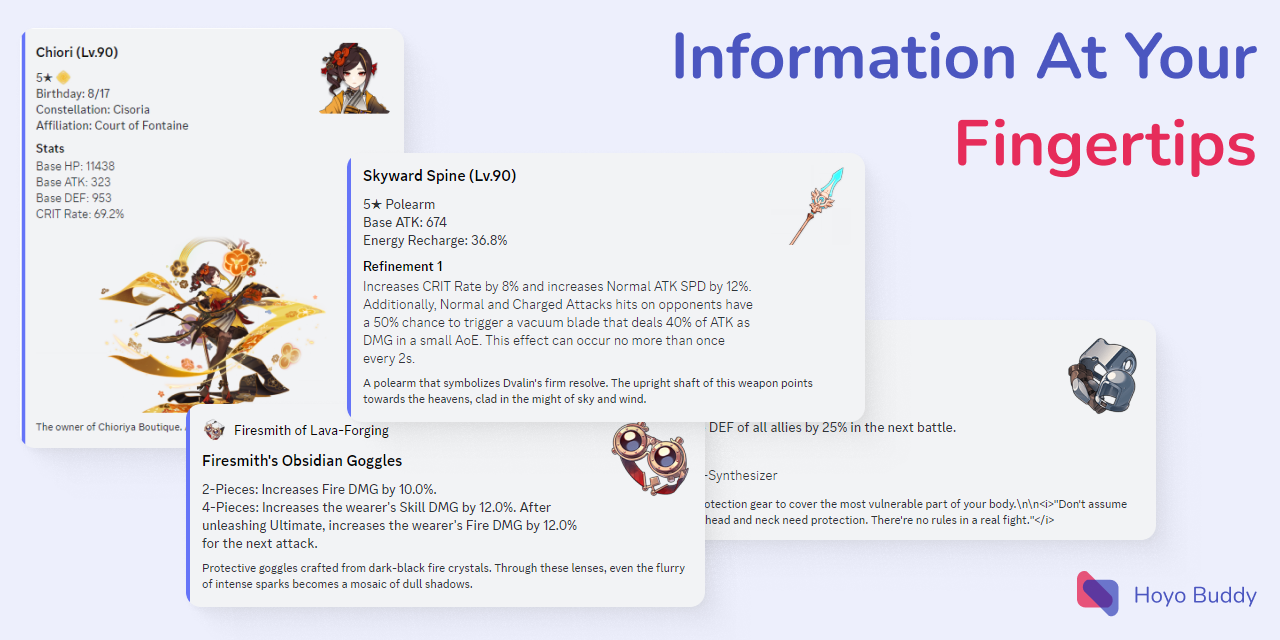 Information At Your
Fingertips
Chiori (Lv.90)
5★
Birthday: 8/17
Constellation: Cisoria
Affiliation: Court of Fontaine
Stats
Base HP: 11438
Base ATK: 323
Base DEF: 953
CRIT Rate: 69.2%
The owner of Chioriya Boutique.
Skyward Spine (Lv.90)
5★ Polearm
Base ATK: 674
Energy Recharge: 36.8%
Refinement 1
Increases CRIT Rate by 8% and increases Normal ATK SPD by 12%.
Additionally, Normal and Charged Attacks hits on opponents have
a 50% chance to trigger a vacuum blade that deals 40% of ATK as
DMG in a small AoE. This effect can occur no more than once
every 2s.
A polearm that symbolizes Dvalin's firm resolve. The upright shaft of this weapon points
towards the heavens, clad in the might of sky and wind.
Firesmith of Lava-Forging
Firesmith's Obsidian Goggles
2-Pieces: Increases Fire DMG by 10.0%.
4-Pieces: Increases the wearer's Skill DMG by 12.0%. After
unleashing Ultimate, increases the wearer's Fire DMG by 12.0%
for the next attack.
Protective goggles crafted from dark-black fire crystals. Through these lenses, even the flurry
of intense sparks becomes a mosaic of dull shadows.
DEF of all allies by 25% in the next battle.
-Synthesizer
otection gear to cover the most vulnerable part of your body.\n\n<i>"Don't assume
head and neck need protection. There're no rules in a real fight."</i>
Hoyo Buddy